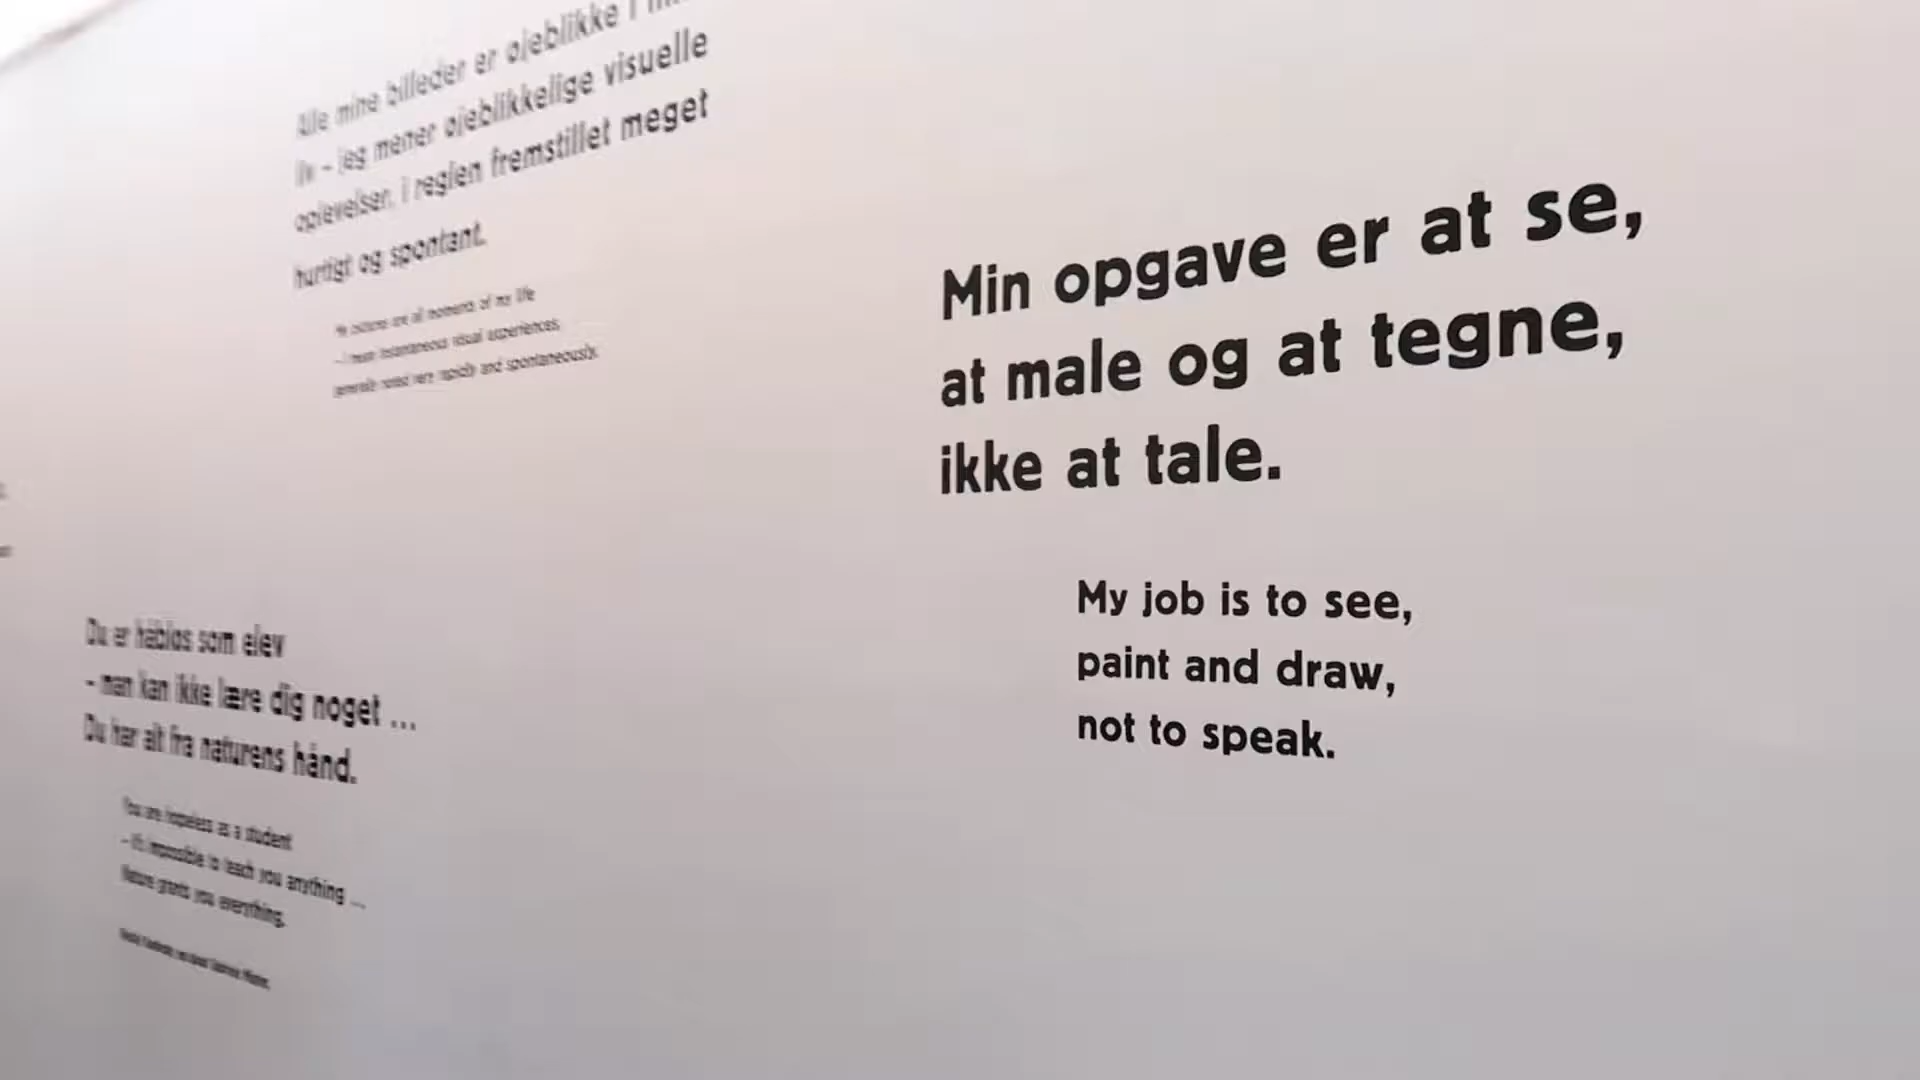 Alle mine billeder er øjeblikke i
liv – jeg mener øjeblikkelige visuelle
oplevelser, i reglen fremstillet meget
hurtigt og spontant.
My pictures are all moments of my life
– I mean instantaneous visual experiences,
generally noted very rapidly and spontaneously.
Min opgave er at se,
at male og at tegne,
ikke at tale.
My job is to see,
paint and draw,
not to speak.
Du er håbløs som elev
– man kan ikke lære dig noget ...
Du har alt fra naturens hånd.
You are hopeless as a student
– it's impossible to teach you anything ...
Nature grants you everything.